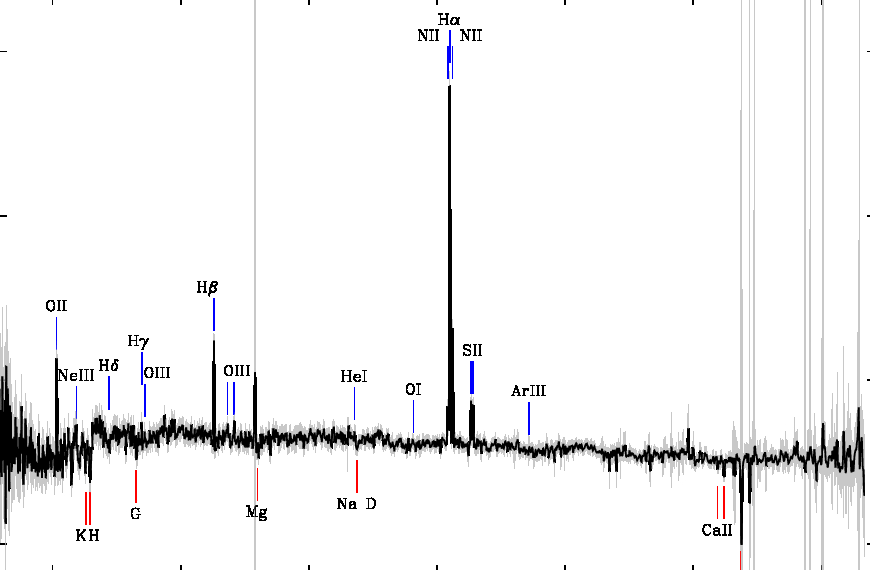 Hα
NII NII
Hβ
OII
Hγ
Hδ OIII
NeIII OIII
HeI
SII
OI
ArIII
KH
G
Mg
Na D
CaII